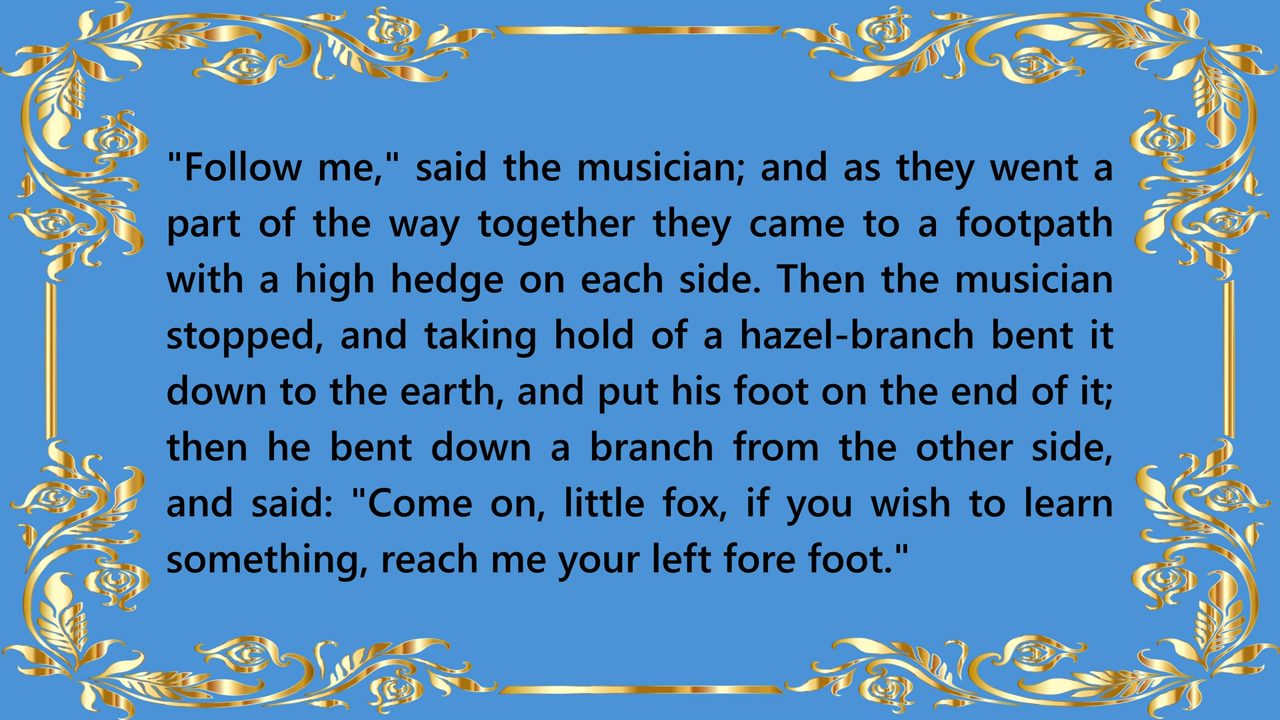 "Follow me," said the musician; and as they went a
part of the way together they came to a footpath
with a high hedge on each side. Then the musician
stopped, and taking hold of a hazel-branch bent it
down to the earth, and put his foot on the end of it;
then he bent down a branch from the other side,
and said: "Come on, little fox, if you wish to learn
something, reach me your left fore foot."